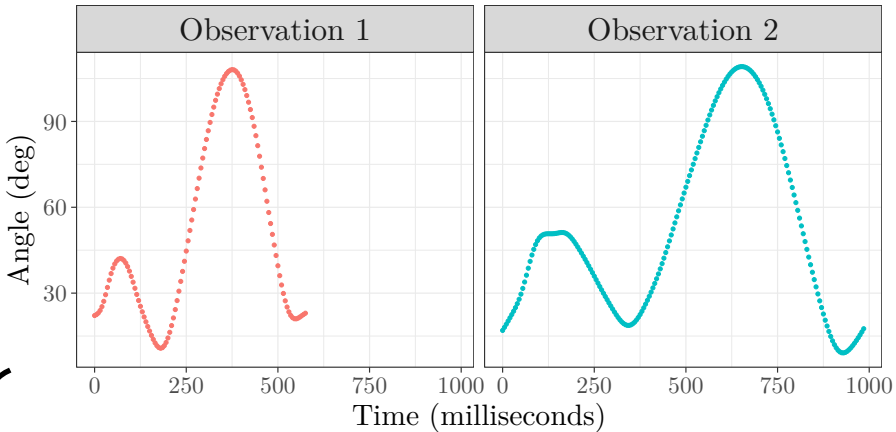 Observation 1
Observation 2
Angle (deg)
90
60
30
0 250 500 750 1000
0 250 500 750 1000
Time (milliseconds)